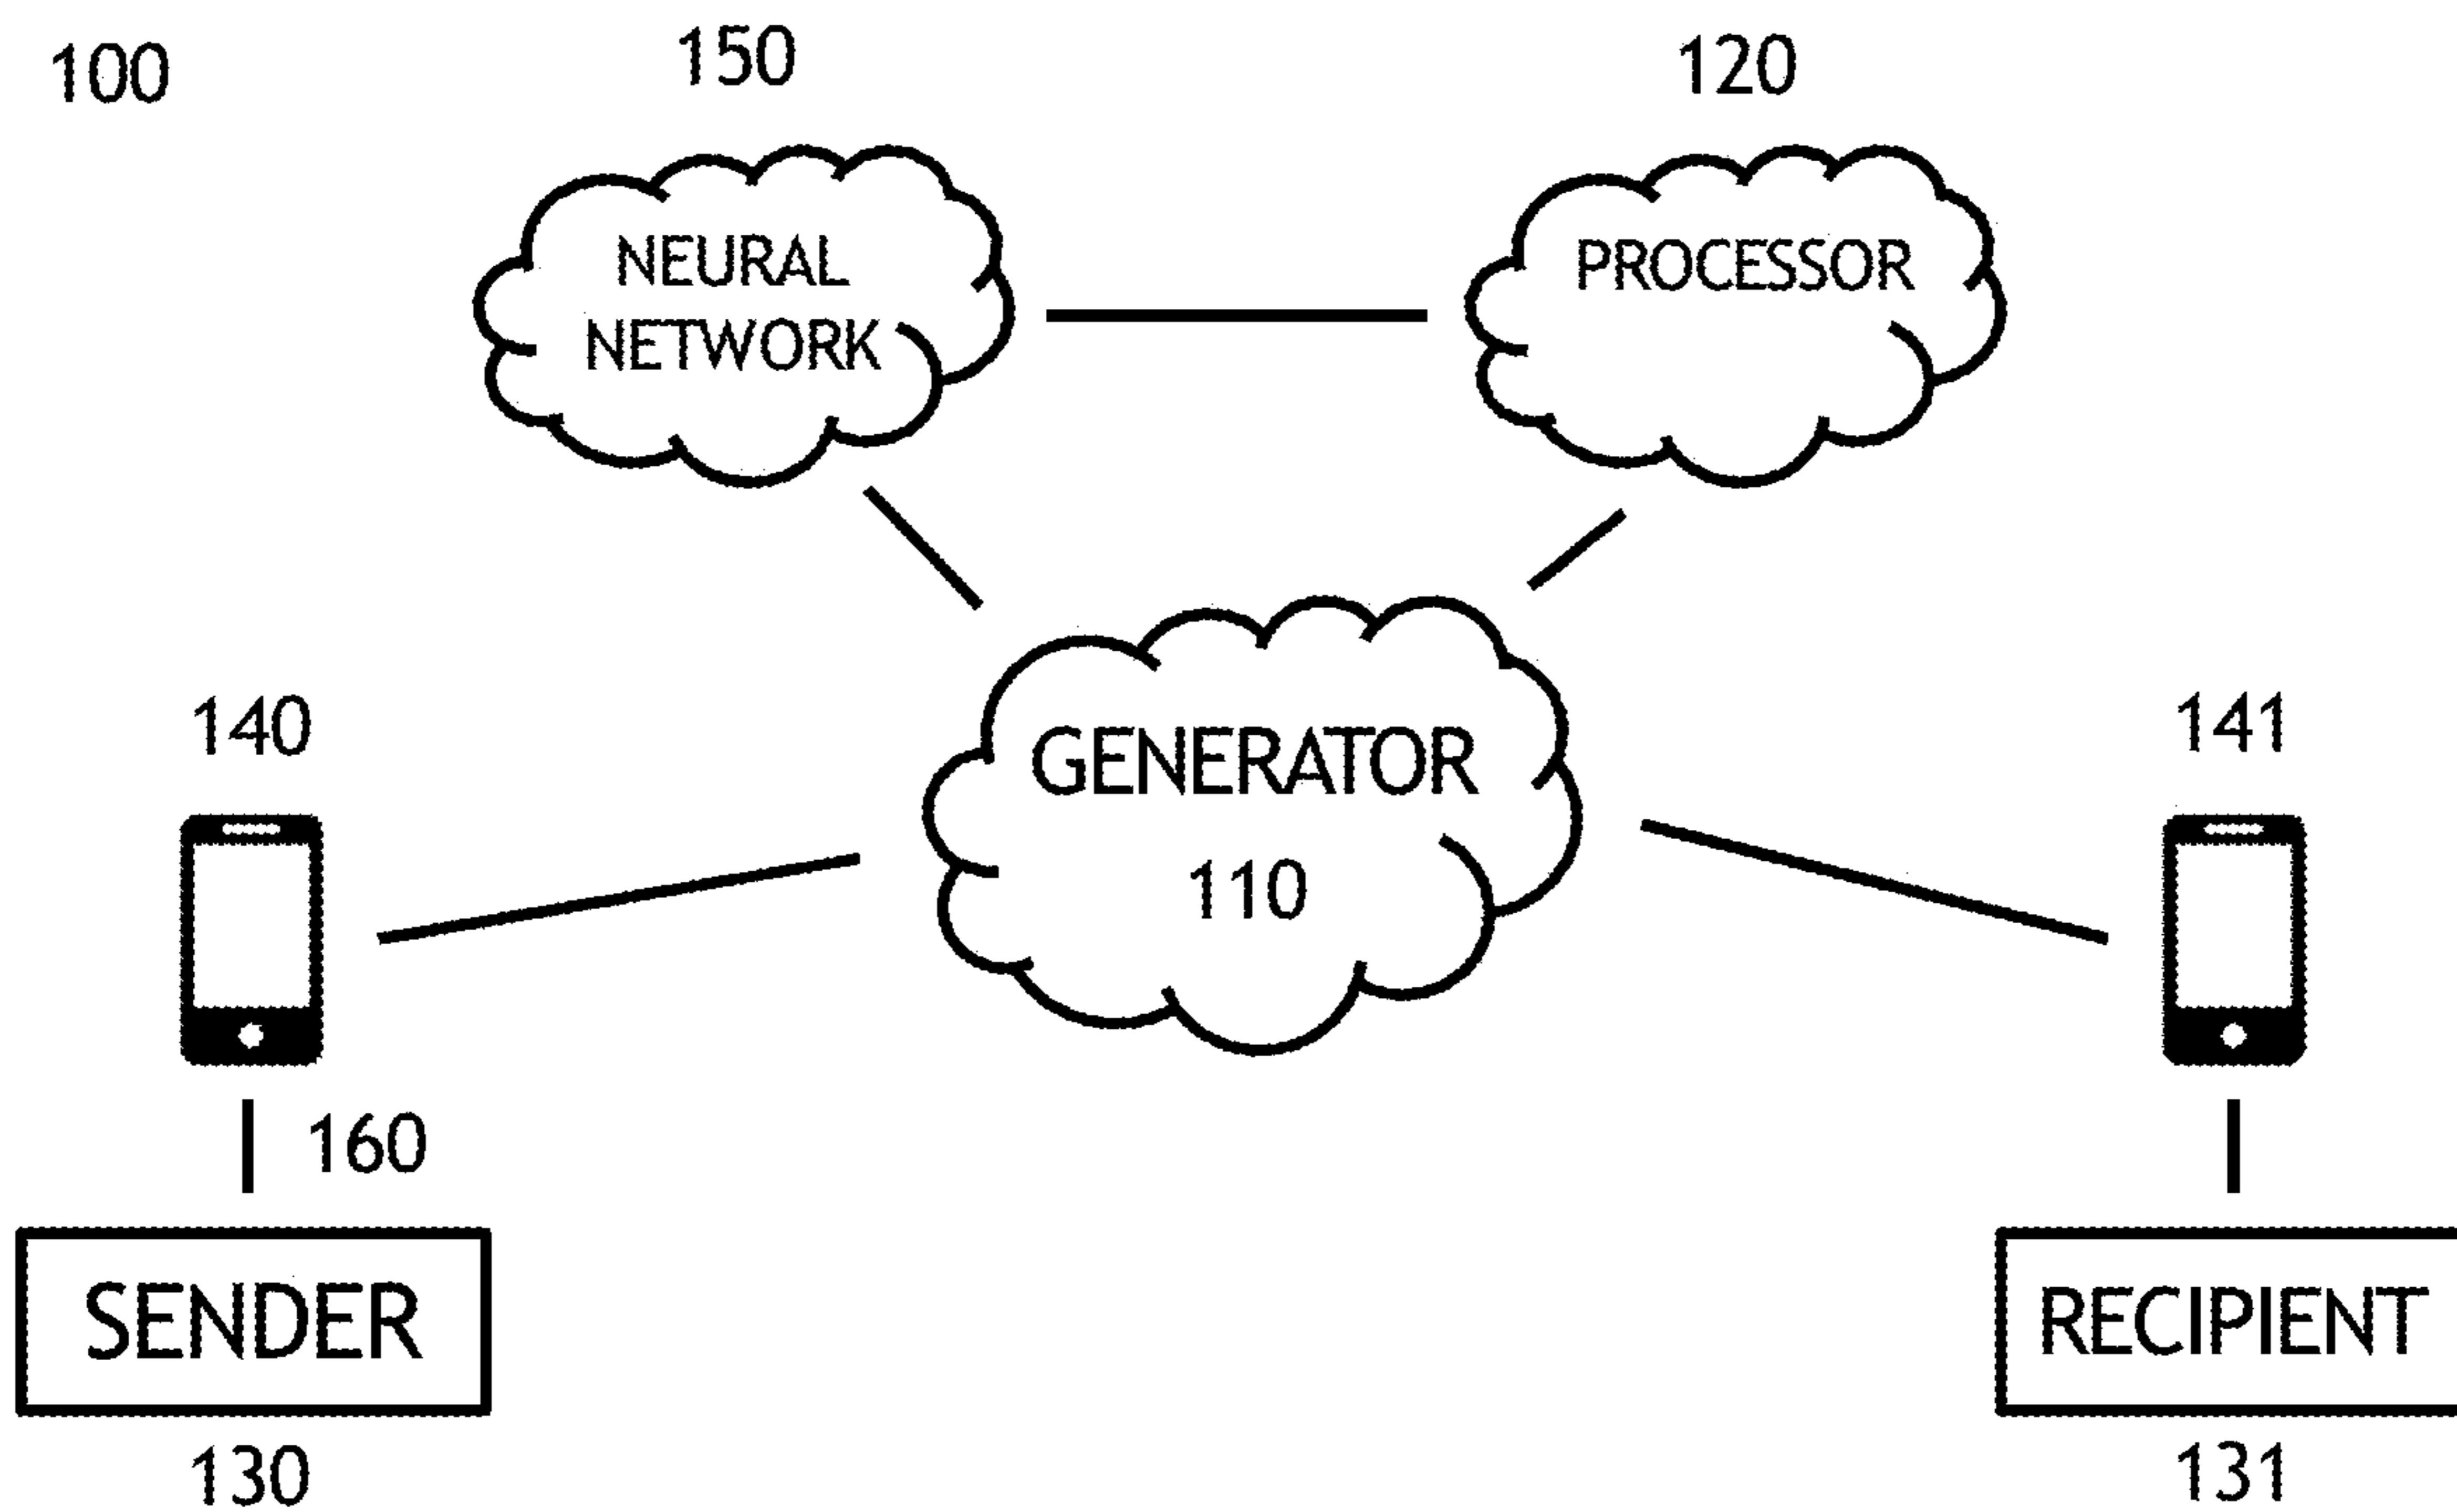 100
150
120
NEURAL
NETWORK
PROCESSOR
140
GENERATOR
110
141
160
SENDER
RECIPIENT
130
131